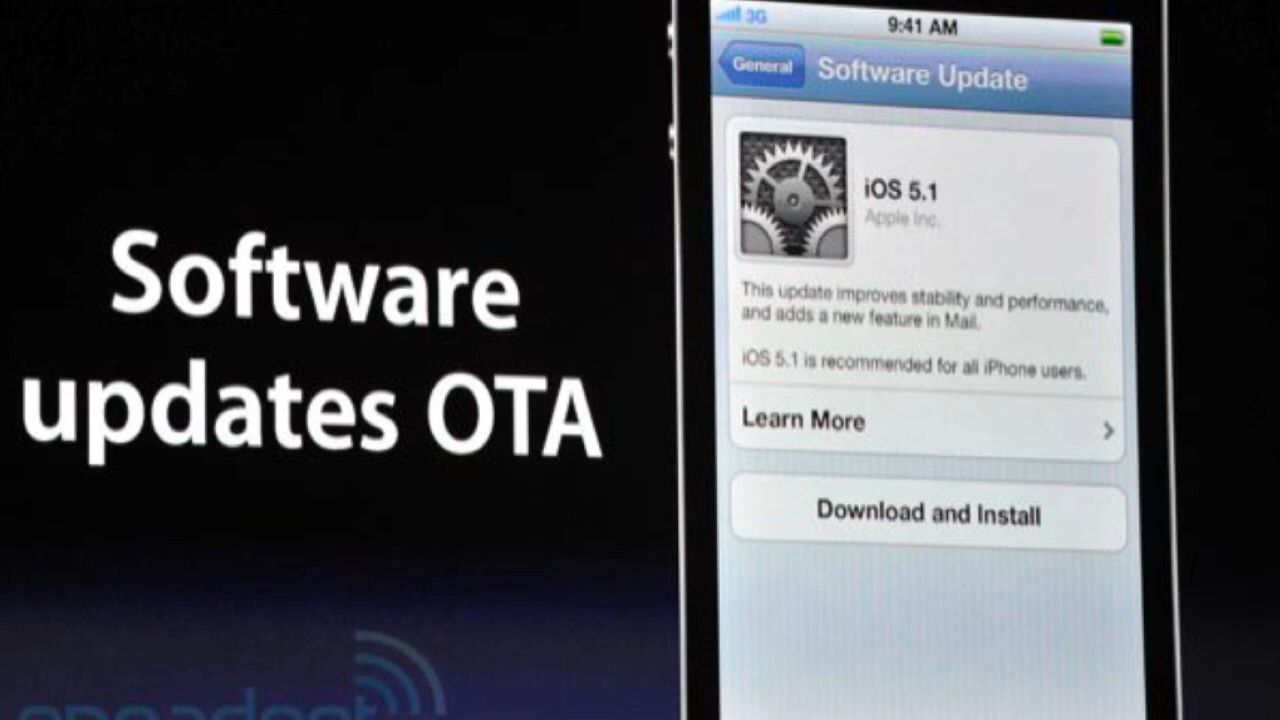 Software
updates OTA
3G
9:41 AM
General
Software Update
iOS 5.1
Apple Inc.
This update improves stability and performance,
and adds a new feature in Mail.
iOS 5.1 is recommended for all iPhone users.
Learn More
Download and Install
engadget